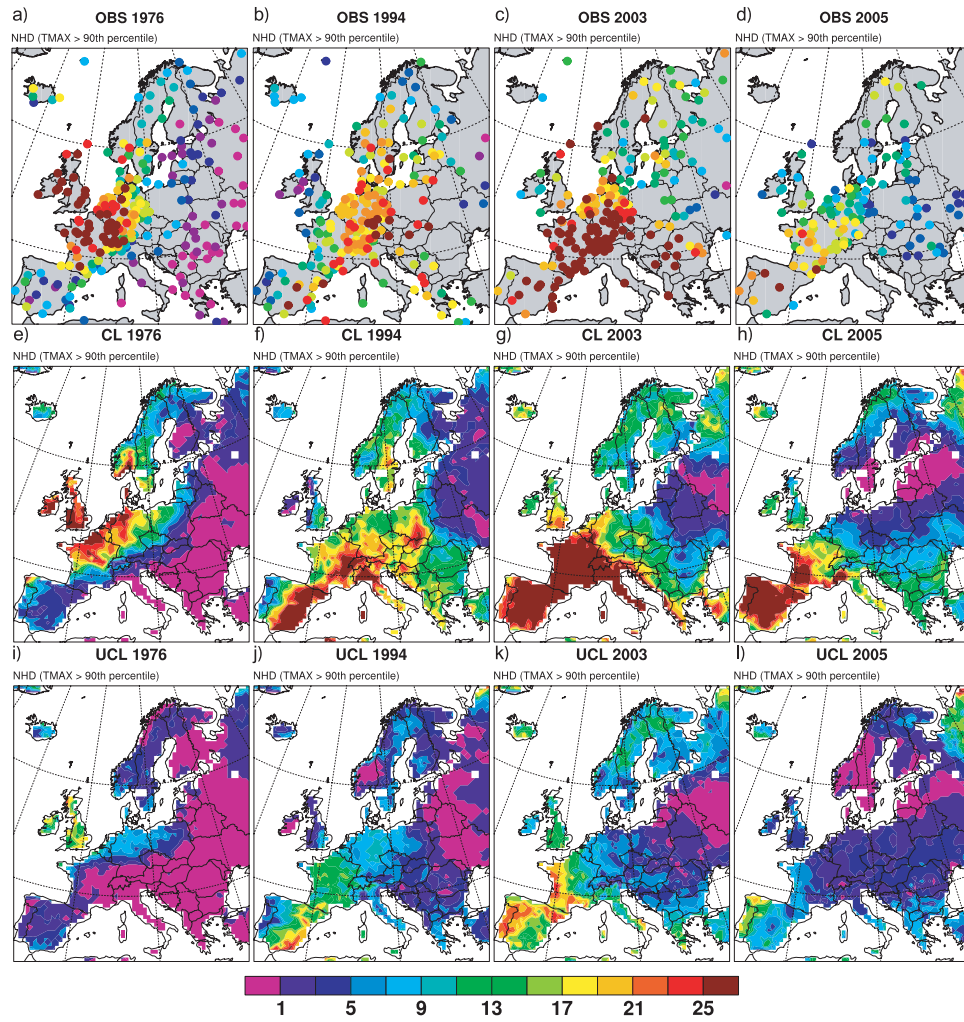 a) OBS 1976
NHD (TMAX > 90th percentile)
b) OBS 1994
NHD (TMAX > 90th percentile)
c) OBS 2003
NHD (TMAX > 90th percentile)
d) OBS 2005
NHD (TMAX > 90th percentile)
e) CL 1976
NHD (TMAX > 90th percentile)
f) CL 1994
NHD (TMAX > 90th percentile)
g) CL 2003
NHD (TMAX > 90th percentile)
h) CL 2005
NHD (TMAX > 90th percentile)
i) UCL 1976
NHD (TMAX > 90th percentile)
j) UCL 1994
NHD (TMAX > 90th percentile)
k) UCL 2003
NHD (TMAX > 90th percentile)
l) UCL 2005
NHD (TMAX > 90th percentile)
1 5 9 13 17 21 25